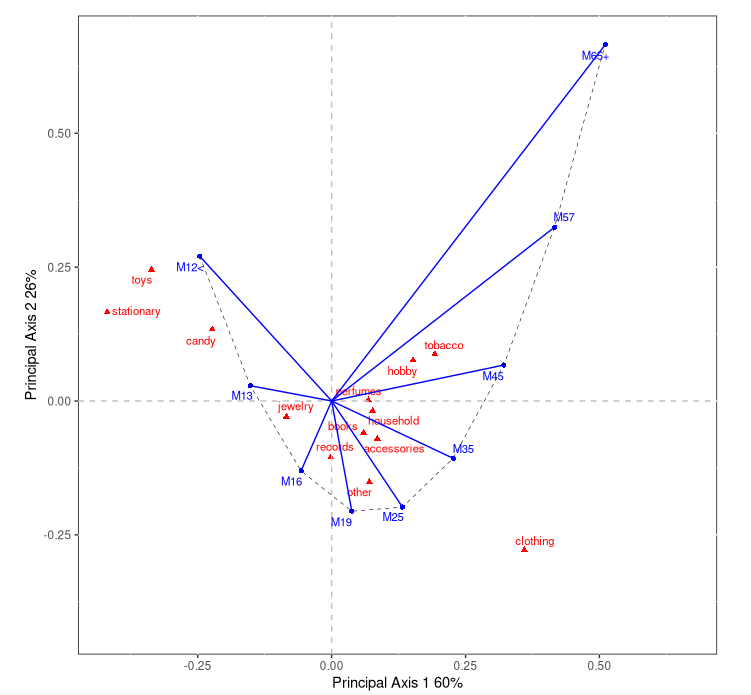 M65+
0.50
M57
0.25
M12<
toys
stationary
candy
tobacco
hobby
M45
M13
perfumes
0.00
jewelry
household
books
records
accessories
M35
M16
other
M19
M25
-0.25
clothing
-0.25
0.00
0.25
0.50
Principal Axis 1 60%
Principal Axis 2 26%